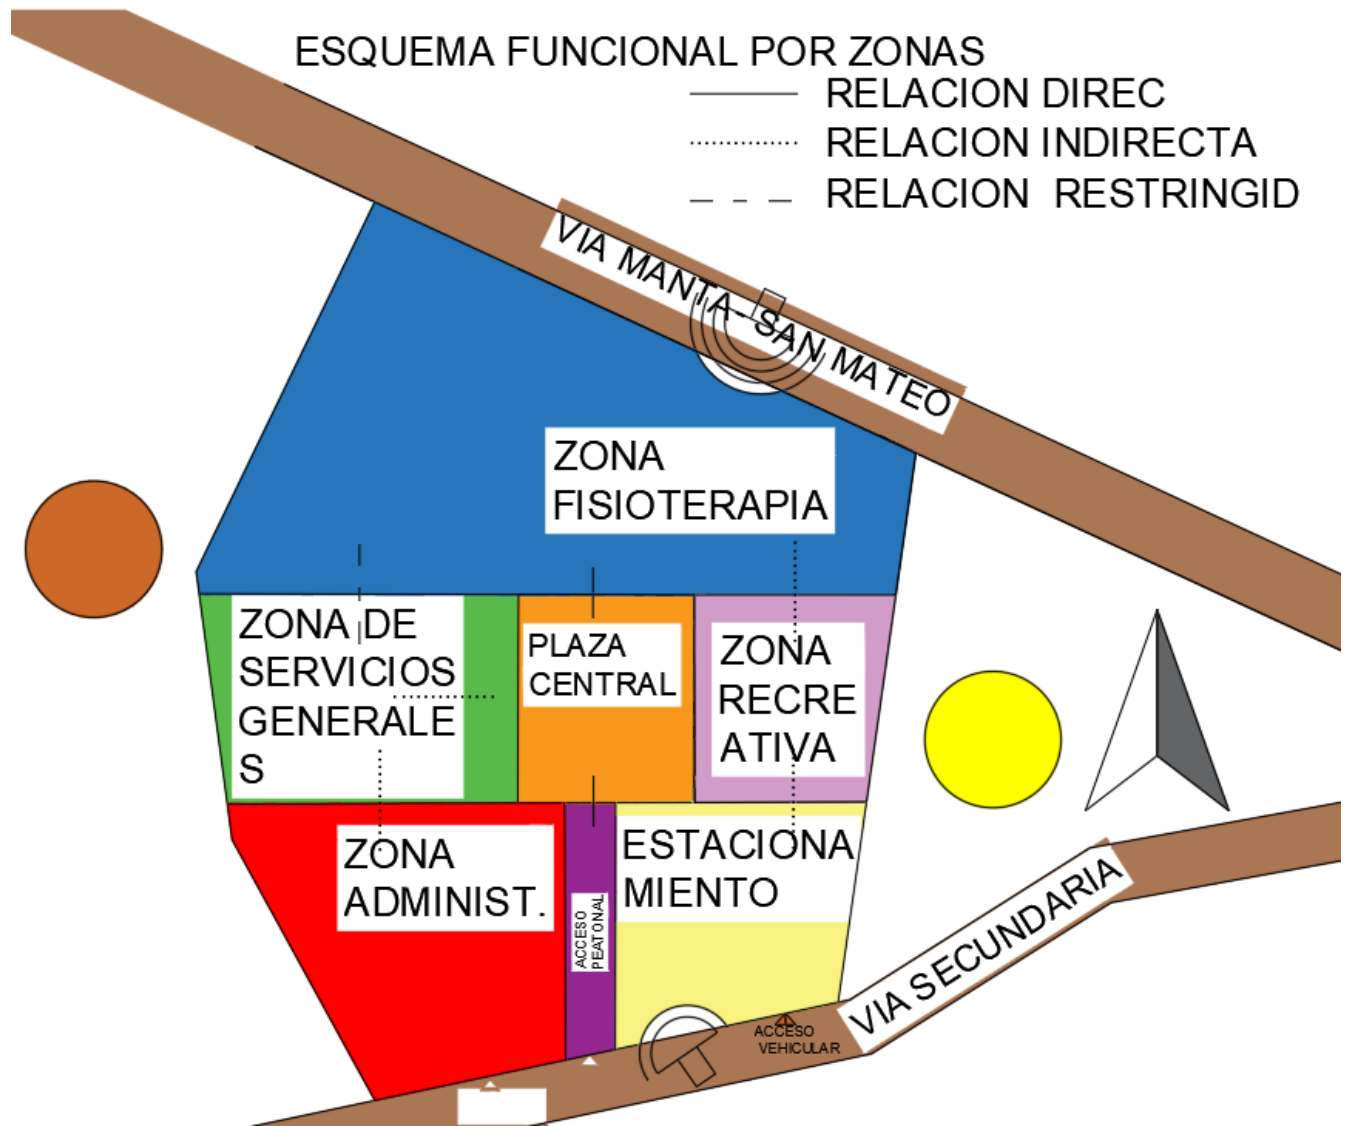 ESQUEMA FUNCIONAL POR ZONAS
RELACION DIREC
RELACION INDIRECTA
RELACION RESTRINGID
VIA MANTA- SAN MATEO
ZONA
FISIOTERAPIA
ZONA DE
SERVICIOS
GENERALE
S
PLAZA
CENTRAL
ZONA
RECRE
ATIVA
ZONA
ADMINIST.
ACCESO
PEATONAL
ESTACIONA
MIENTO
VIA SECUNDARIA
ACCESO
VEHICULAR